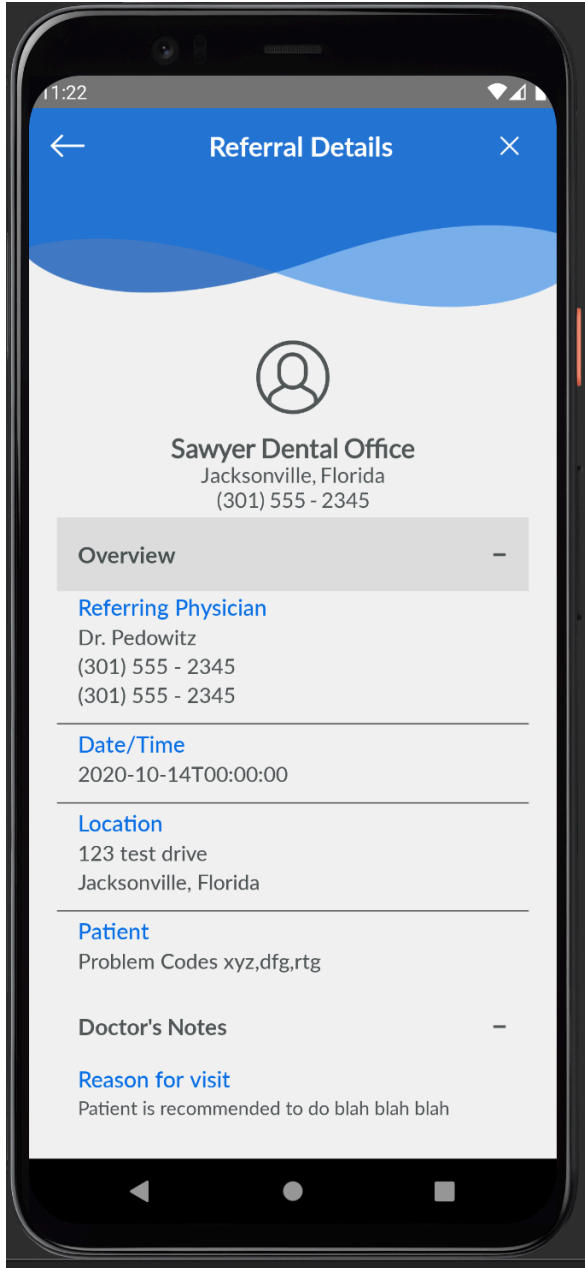 11:22
Referral Details
Sawyer Dental Office
Jacksonville, Florida
(301) 555 - 2345
Overview
Referring Physician
Dr. Pedowitz
(301) 555 - 2345
(301) 555 - 2345
Date/Time
2020-10-14T00:00:00
Location
123 test drive
Jacksonville, Florida
Patient
Problem Codes xyz,dfg,rtg
Doctor's Notes
Reason for visit
Patient is recommended to do blah blah blah